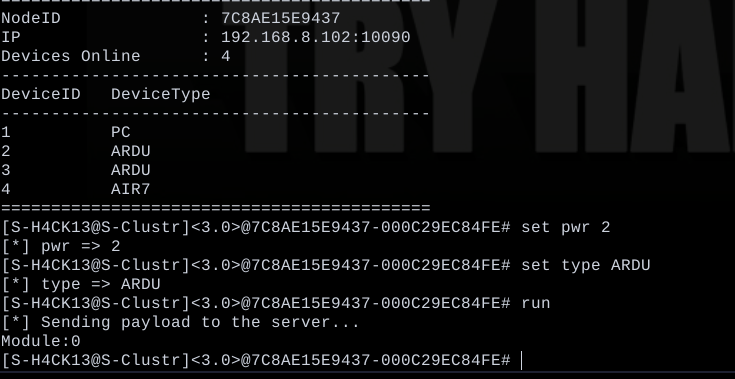 ===========================================
NodeID              : 7C8AE15E9437
IP                  : 192.168.8.102:10090
Devices Online      : 4
-------------------------------------------
DeviceID   DeviceType
-------------------------------------------
1          PC
2          ARDU
3          ARDU
4          AIR7
===========================================
[S-H4CK13@S-Clustr]<3.0>@7C8AE15E9437-000C29EC84FE# set pwr 2
[*] pwr => 2
[S-H4CK13@S-Clustr]<3.0>@7C8AE15E9437-000C29EC84FE# set type ARDU
[*] type => ARDU
[S-H4CK13@S-Clustr]<3.0>@7C8AE15E9437-000C29EC84FE# run
[*] Sending payload to the server...
Module:0
[S-H4CK13@S-Clustr]<3.0>@7C8AE15E9437-000C29EC84FE#
TRY HA